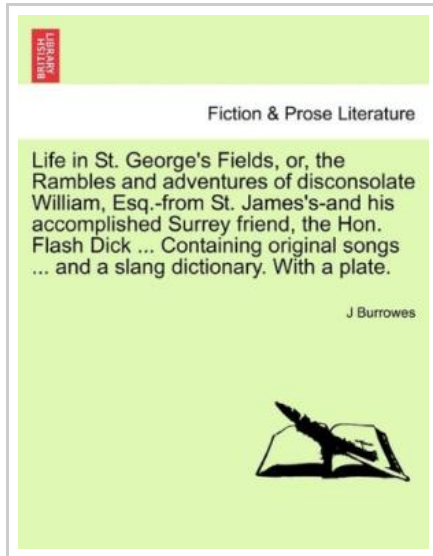 BRITISH
LIBRARY
Fiction & Prose Literature
Life in St. George's Fields, or, the
Rambles and adventures of disconsolate
William, Esq.-from St. James's-and his
accomplished Surrey friend, the Hon.
Flash Dick ... Containing original songs
... and a slang dictionary. With a plate.
J Burrowes